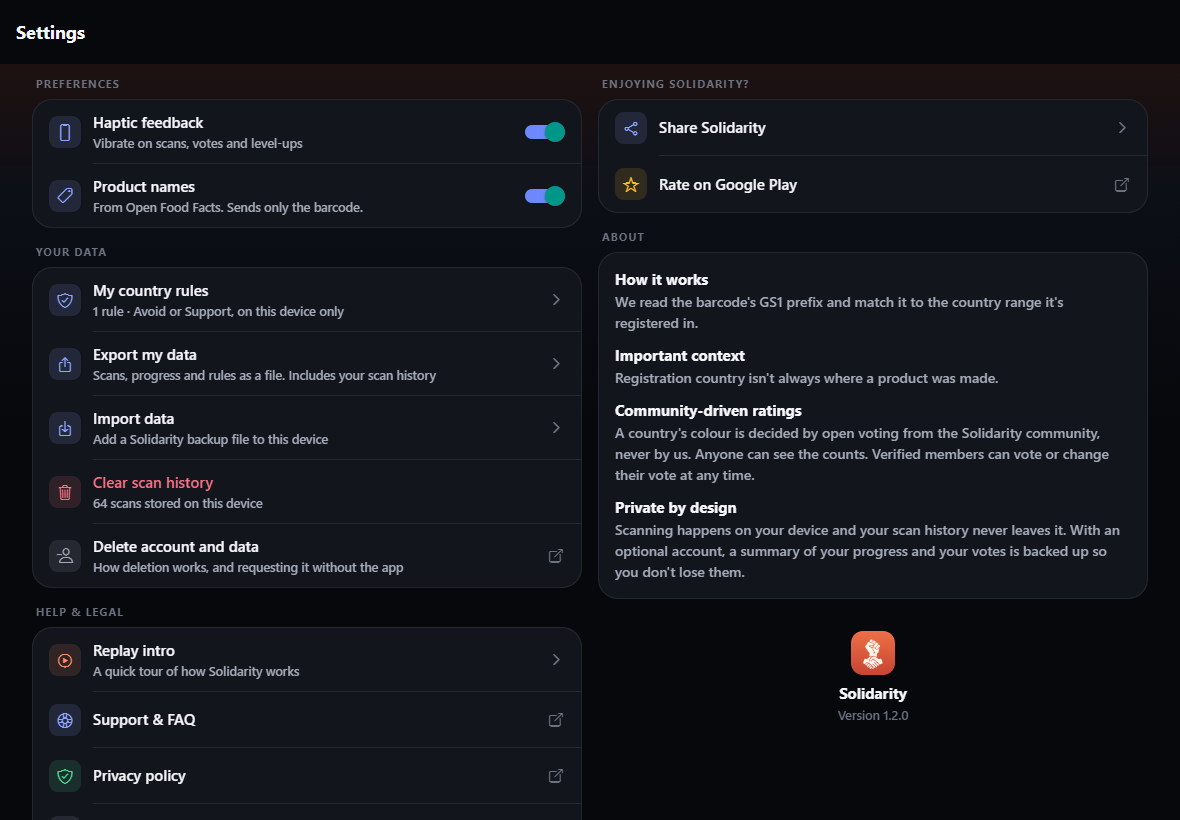 Settings
PREFERENCES
Haptic feedback
Vibrate on scans, votes and level-ups
Product names
From Open Food Facts. Sends only the barcode.
YOUR DATA
My country rules
1 rule · Avoid or Support, on this device only
Export my data
Scans, progress and rules as a file. Includes your scan history
Import data
Add a Solidarity backup file to this device
Clear scan history
64 scans stored on this device
Delete account and data
How deletion works, and requesting it without the app
HELP & LEGAL
Replay intro
A quick tour of how Solidarity works
Support & FAQ
Privacy policy
ENJOYING SOLIDARITY?
Share Solidarity
Rate on Google Play
ABOUT
How it works
We read the barcode's GS1 prefix and match it to the country range it's
registered in.
Important context
Registration country isn't always where a product was made.
Community-driven ratings
A country's colour is decided by open voting from the Solidarity community,
never by us. Anyone can see the counts. Verified members can vote or change
their vote at any time.
Private by design
Scanning happens on your device and your scan history never leaves it. With an
optional account, a summary of your progress and your votes is backed up so
you don't lose them.
Solidarity
Version 1.2.0